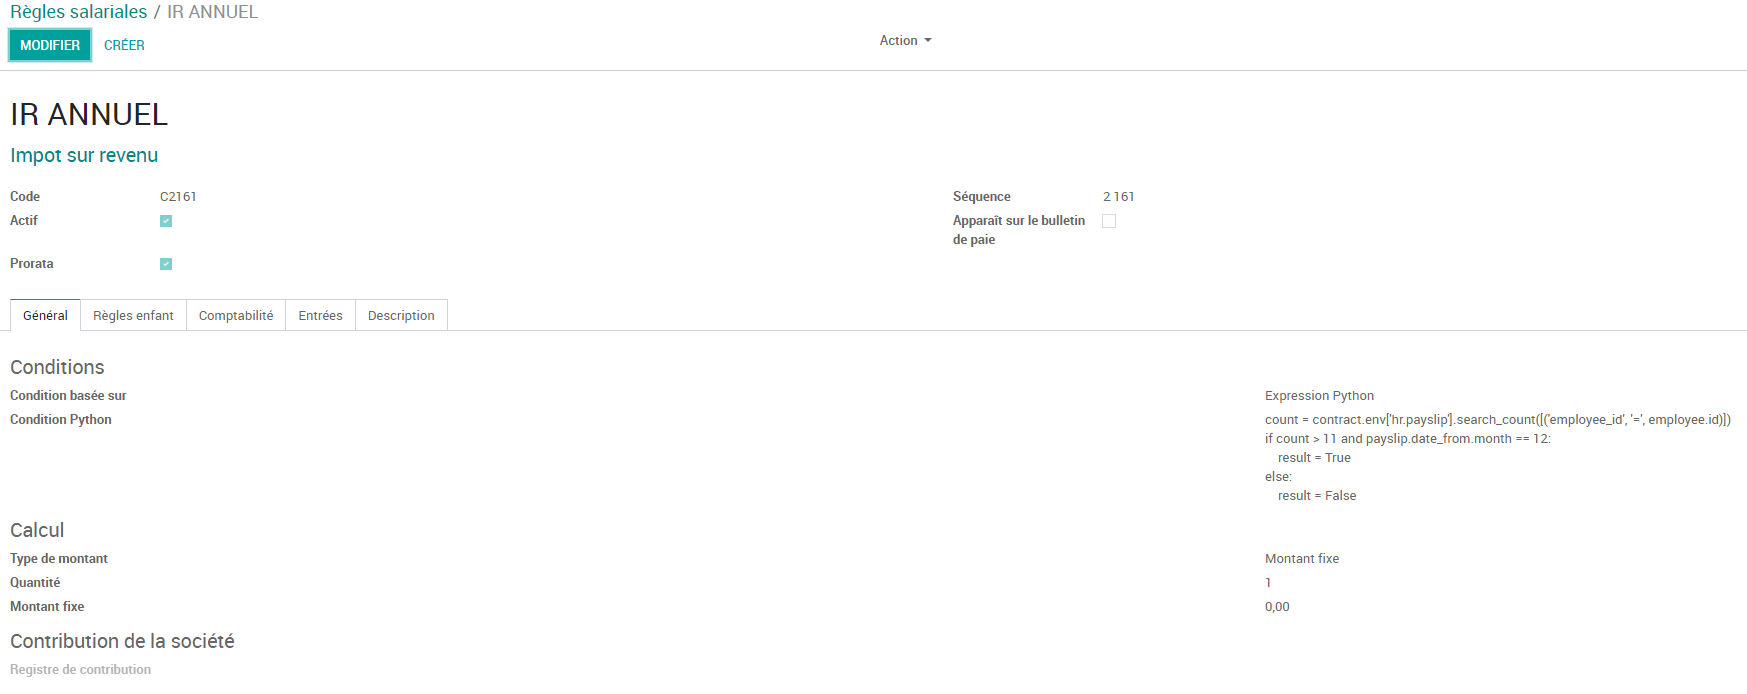 Règles salariales / IR ANNUEL
MODIFIER CRÉER
Action
IR ANNUEL
Impot sur revenu
Code C2161
Séquence 2 161
Actif
Apparaît sur le bulletin de paie
Prorata
Général Règles enfant Comptabilité Entrées Description
Conditions
Condition basée sur Expression Python
Condition Python count = contract.env['hr.payslip'].search_count([('employee_id', '=', employee.id)])
if count > 11 and payslip.date_from.month == 12:
    result = True
else:
    result = False
Calcul
Type de montant Montant fixe
Quantité 1
Montant fixe 0,00
Contribution de la société
Registre de contribution